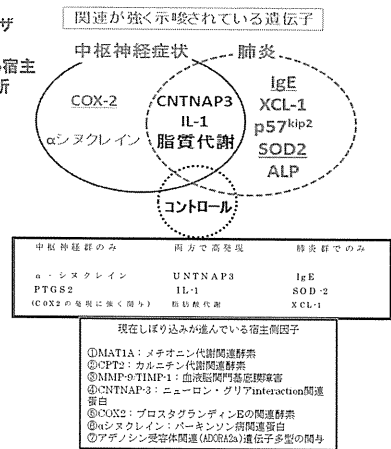 関連が強く示唆されている遺伝子
ザ
宿主
析
中枢神経症状
肺炎
COX-2
αシヌクレイン
CNTNAP3
IL-1
脂質代謝
IgE
XCL-1
p57kip2
SOD2
ALP
コントロール
中枢神経群のみ 両方で高発現 肺炎群でのみ
α-シヌクレイン UNTNAP3 IgE
PTGS2 IL-1 SOD-2
(COX2の発現に強く関与) 脂肪酸代謝 XCL-1
現在しぼり込みが進んでいる宿主側因子
①MAT1A:メチオニン代謝関連酵素
②CPT2:カルニチン代謝関連酵素
③MMP-9/TIMP-1:血液脳関門基底膜障害
④CNTNAP-3:ニューロン・グリアinteraction関連
蛋白
⑤COX2:プロスタグランディンEの関連酵素
⑥αシヌクレイン:パーキンソン病関連蛋白
⑦アデノシン受容体関連(ADORA2a)遺伝子多型の関与